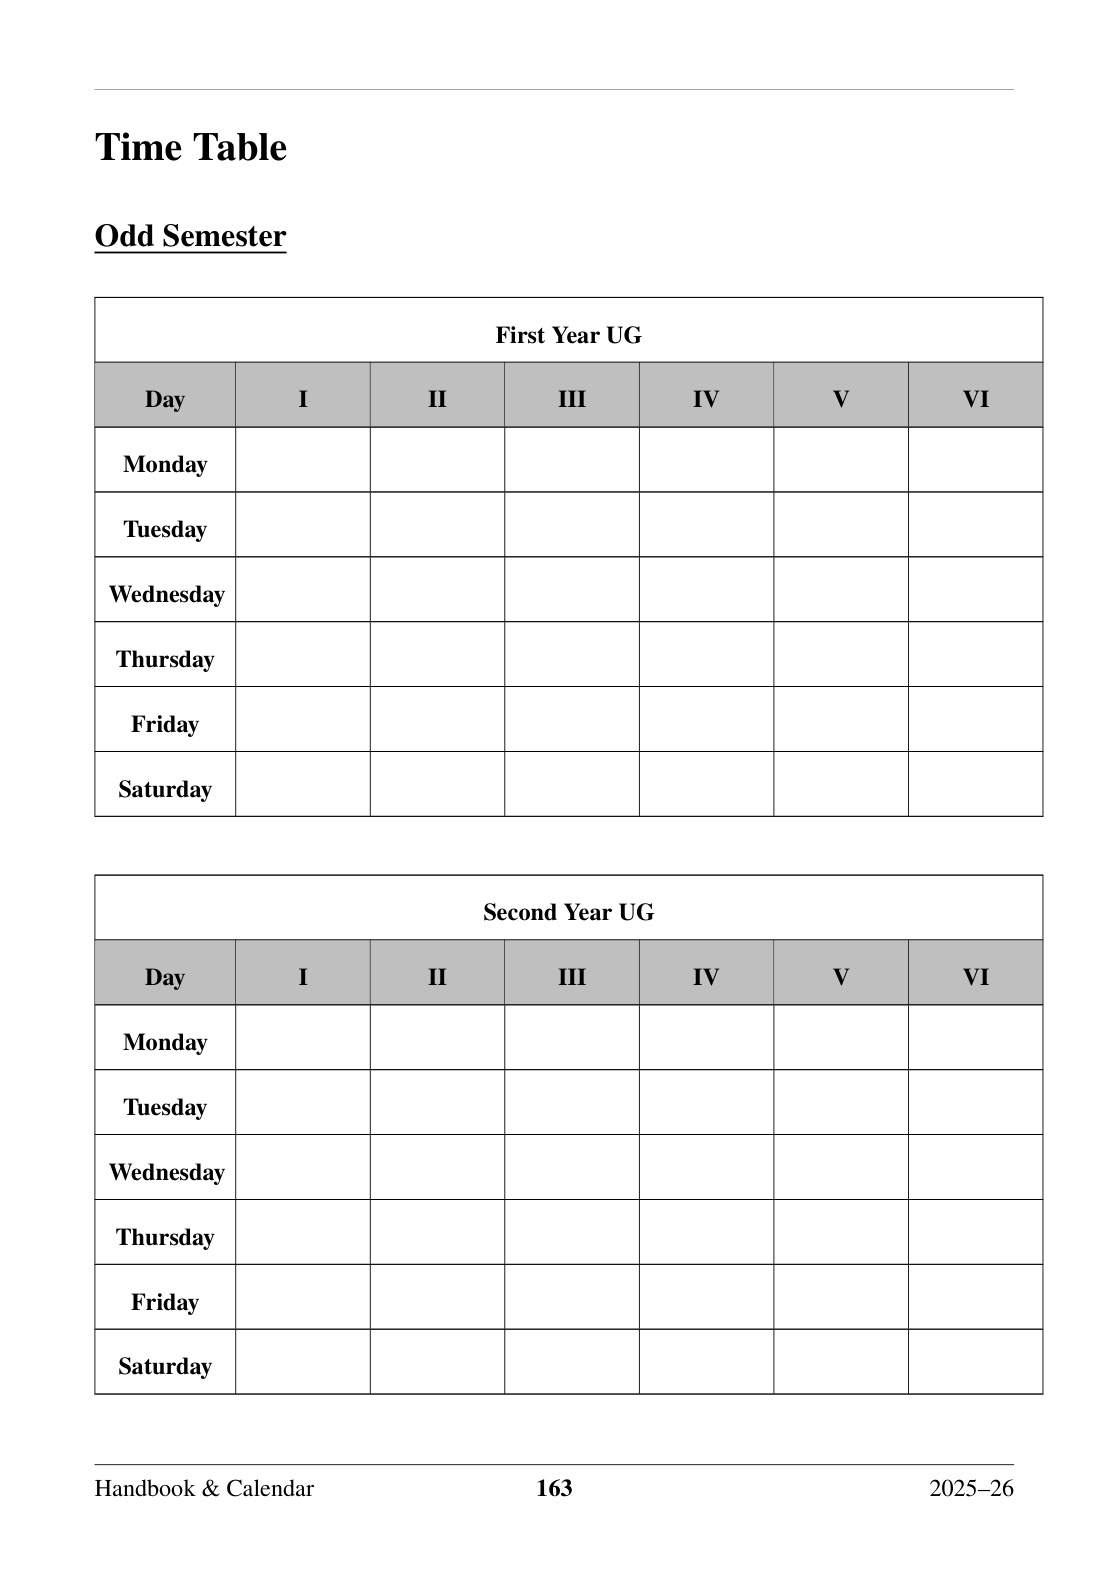 Time Table
Odd Semester
First Year UG
Day I II III IV V VI
Monday
Tuesday
Wednesday
Thursday
Friday
Saturday
Second Year UG
Day I II III IV V VI
Monday
Tuesday
Wednesday
Thursday
Friday
Saturday
Handbook & Calendar 163 2025–26